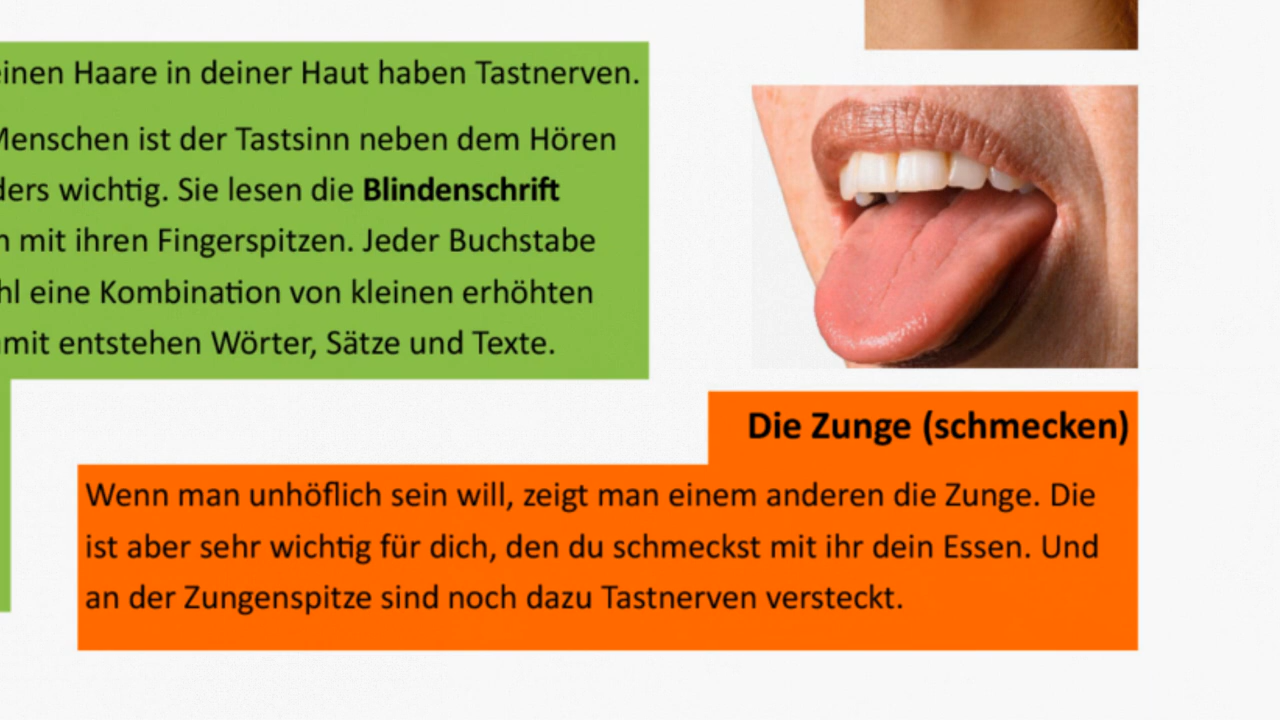 einen Haare in deiner Haut haben Tastnerven.
Menschen ist der Tastsinn neben dem Hören
wichtig. Sie lesen die Blindenschrift
mit ihren Fingerspitzen. Jeder Buchstabe
eine Kombination von kleinen erhöhten
entstehen Wörter, Sätze und Texte.
Die Zunge (schmecken)
Wenn man unhöflich sein will, zeigt man einem anderen die Zunge. Die
ist aber sehr wichtig für dich, den du schmeckst mit ihr dein Essen. Und
an der Zungenspitze sind noch dazu Tastnerven versteckt.